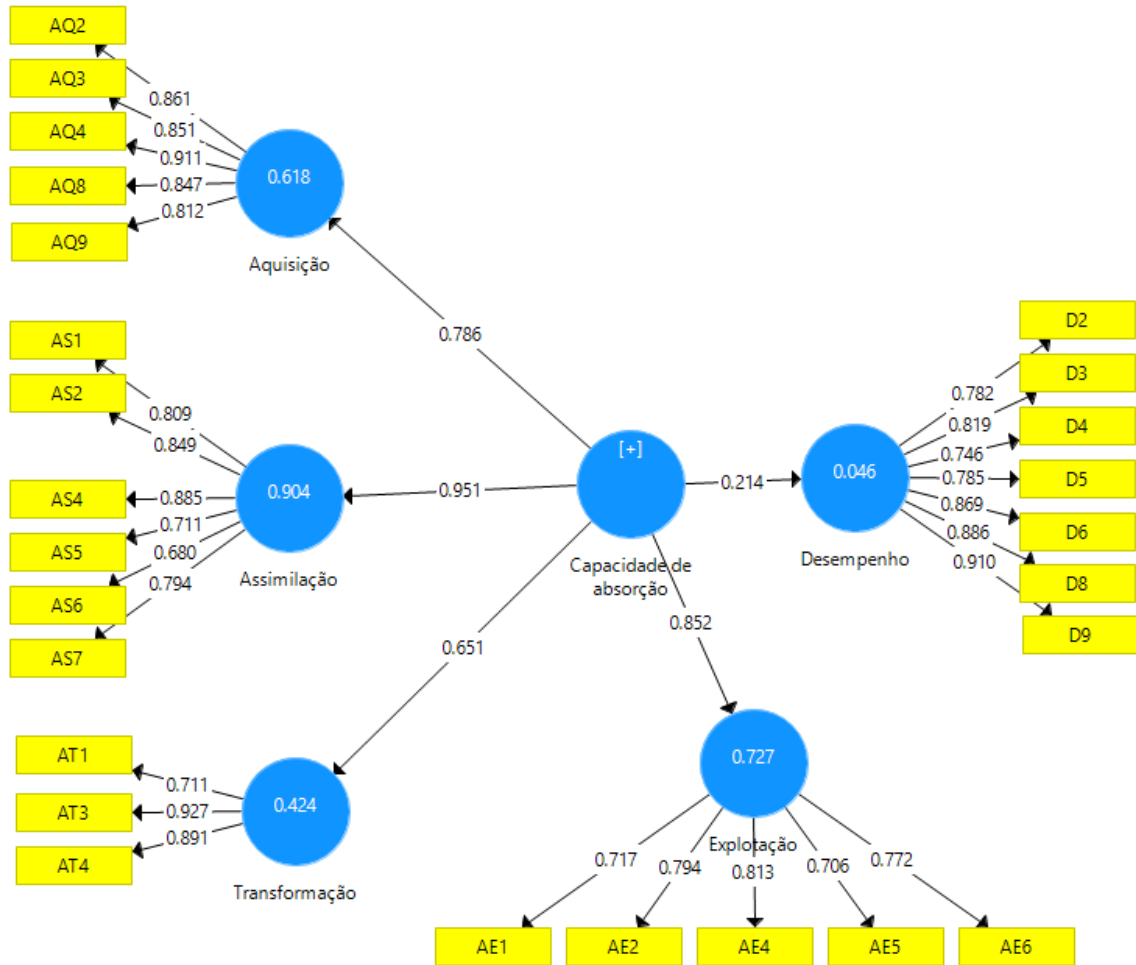 AQ2
AQ3
AQ4
AQ8
AQ9
0.861
0.851
0.911
0.847
0.812
0.618
Aquisição
0.786
AS1
AS2
AS4
AS5
AS6
AS7
0.809
0.849
0.885
0.711
0.680
0.794
0.904
Assimilação
0.951
[+]
Capacidade de
absorção
0.214
0.046
Desempenho
0.782
0.819
0.746
0.785
0.869
0.886
0.910
D2
D3
D4
D5
D6
D8
D9
0.651
0.852
AT1
AT3
AT4
0.711
0.927
0.891
0.424
Transformação
0.727
Explotação
0.717
0.794
0.813
0.706
0.772
AE1
AE2
AE4
AE5
AE6